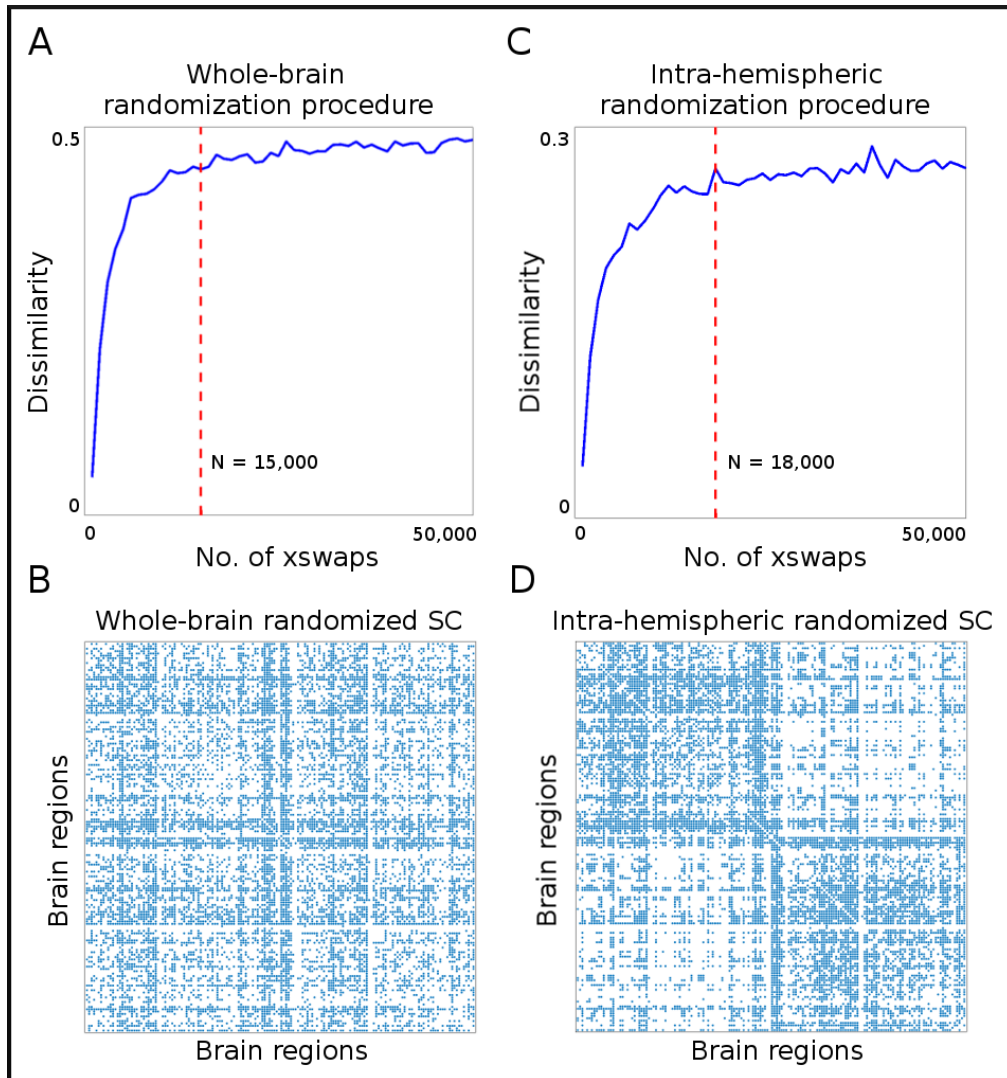 A
Whole-brain
randomization procedure
0.5
Dissimilarity
N = 15,000
0
0
50,000
No. of xswaps
C
Intra-hemispheric
randomization procedure
0.3
Dissimilarity
N = 18,000
0
0
50,000
No. of xswaps
B
Whole-brain randomized SC
Brain regions
Brain regions
D
Intra-hemispheric randomized SC
Brain regions
Brain regions